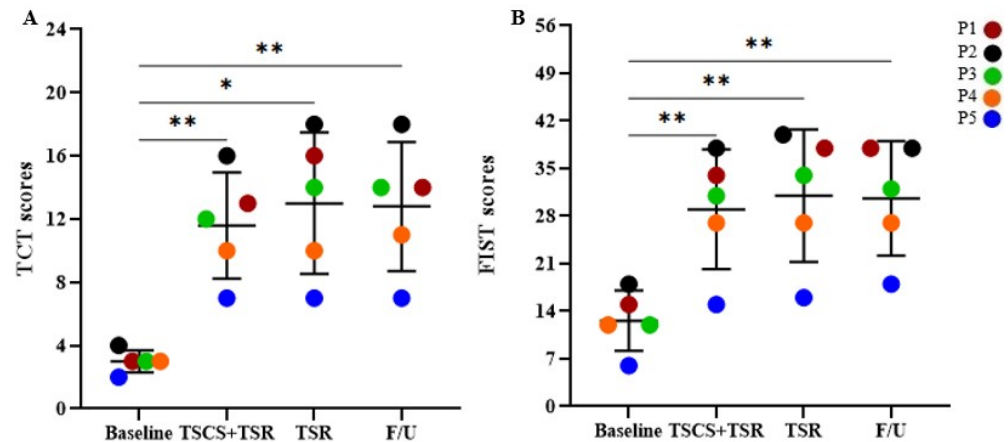 A
TCT scores
24
20
16
12
8
4
0
**
*
**
Baseline TSCS+TSR TSR F/U
B
FIST scores
56
49
42
35
28
21
14
7
0
**
**
**
Baseline TSCS+TSR TSR F/U
P1
P2
P3
P4
P5